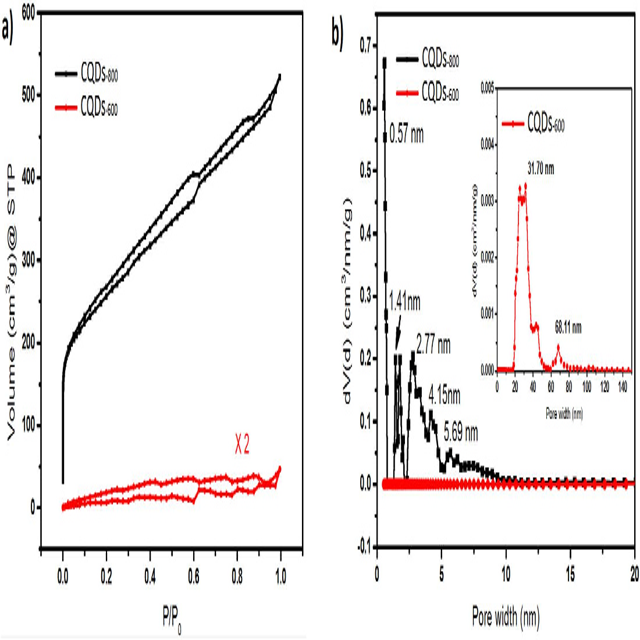 a)
600
500
400
300
200
100
0
Volume (cm³/g)@ STP
CQDs-800
CQDs-600
X 2
0.0 0.2 0.4 0.6 0.8 1.0
P/P0
b)
0.7
0.6
0.5
0.4
0.3
0.2
0.1
0.0
-0.1
dV(d) (cm³/nm/g)
CQDs-800
CQDs-600
0.57 nm
1.41nm
2.77 nm
4.15nm
5.69 nm
0 5 10 15 20
Pore width (nm)
0.005
0.004
0.003
0.002
0.001
0.000
dV(d) (cm³/nm/g)
CQDs-600
31.70 nm
68.11 nm
0 20 40 60 80 100 120 140
Pore width (nm)